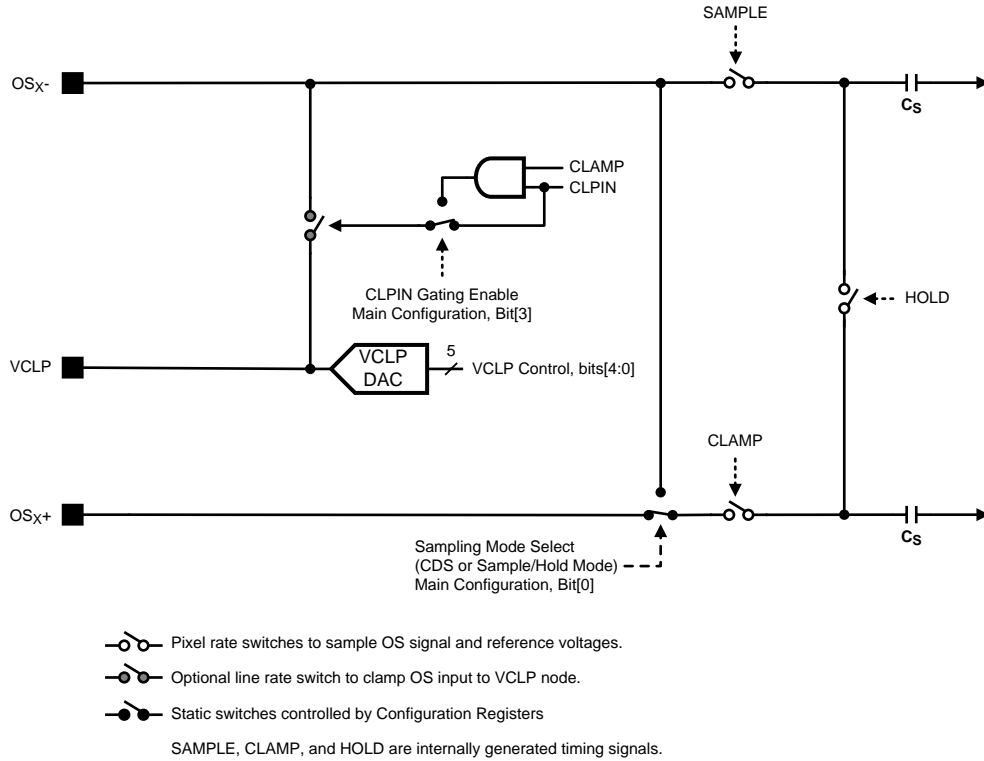 SAMPLE
OSX-
CS
CLAMP
CLPIN
CLPIN Gating Enable
Main Configuration, Bit[3]
HOLD
VCLP
VCLP
DAC
5
VCLP Control, bits[4:0]
CLAMP
OSX+
CS
Sampling Mode Select
(CDS or Sample/Hold Mode)
Main Configuration, Bit[0]
Pixel rate switches to sample OS signal and reference voltages.
Optional line rate switch to clamp OS input to VCLP node.
Static switches controlled by Configuration Registers
SAMPLE, CLAMP, and HOLD are internally generated timing signals.